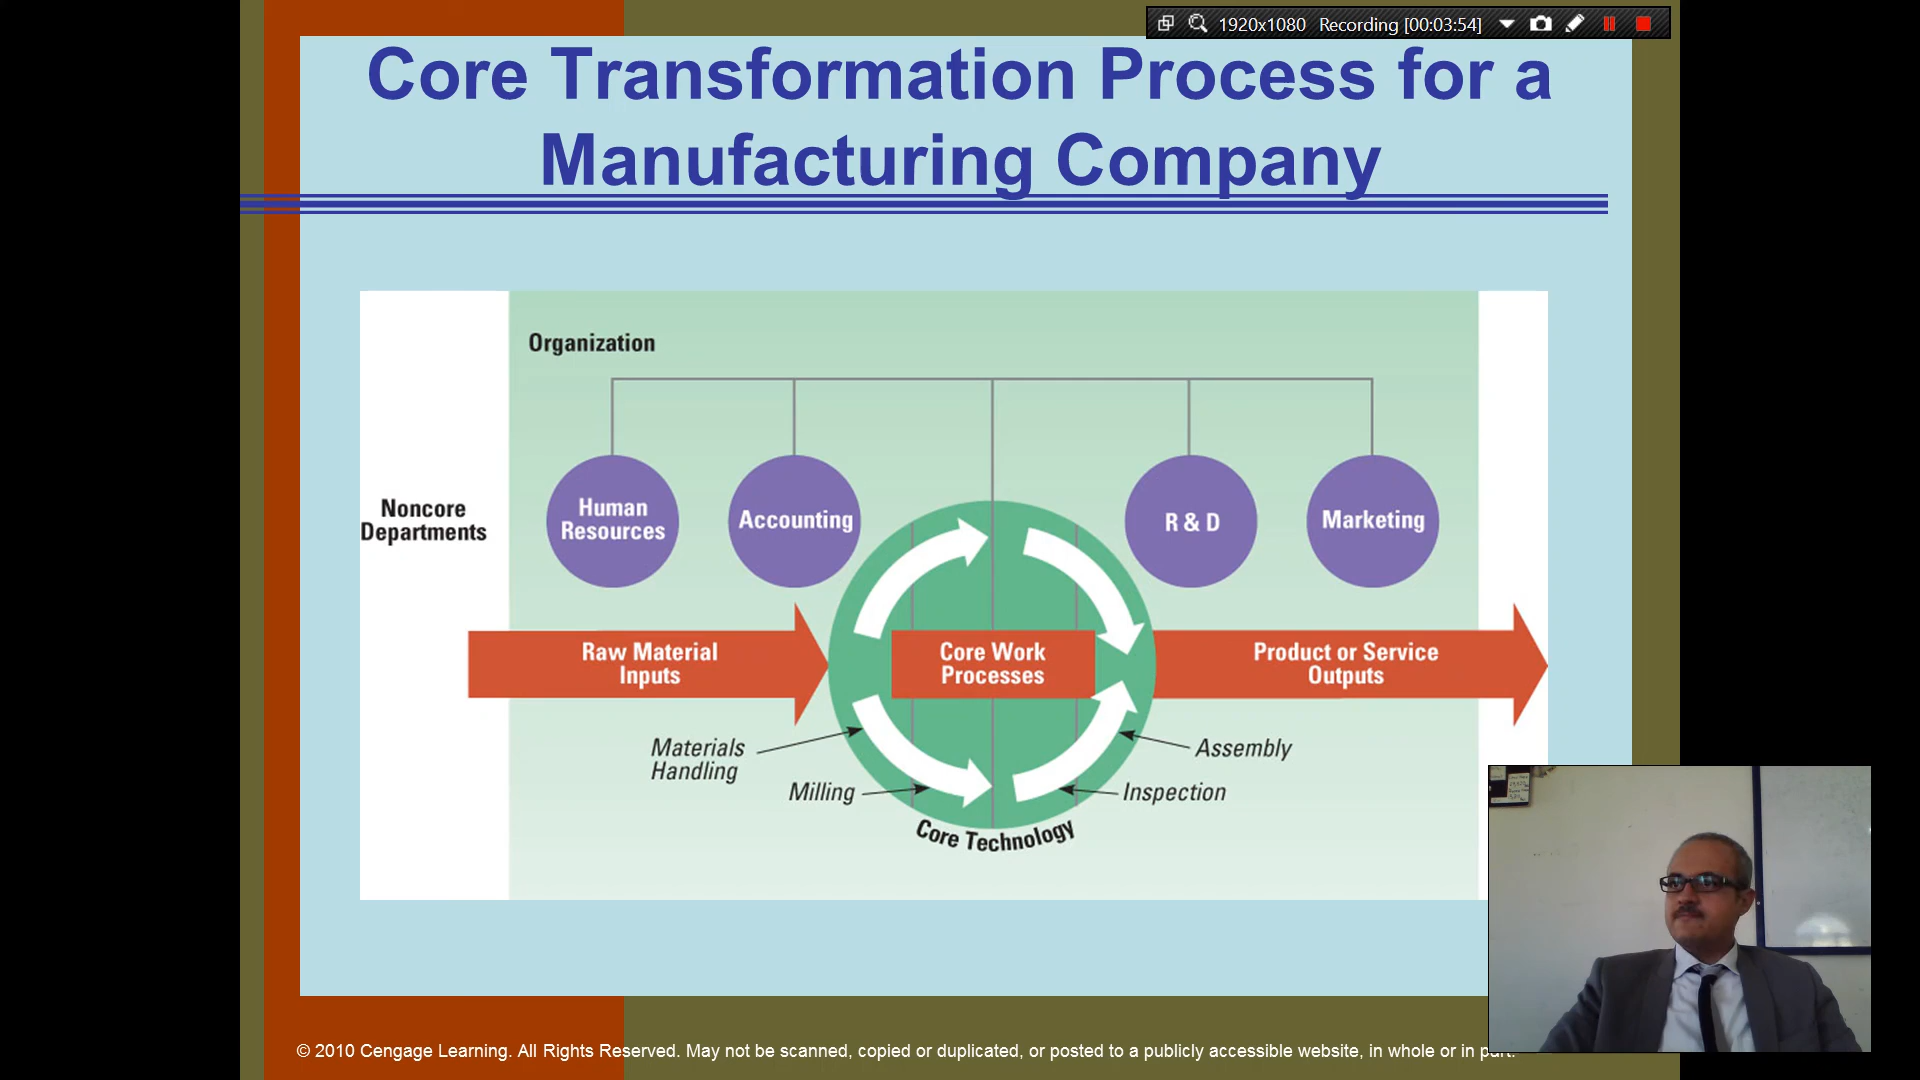 1920x1080 Recording [00:03:54]
Core Transformation Process for a
Manufacturing Company
Organization
Noncore
Departments
Human
Resources
Accounting
R & D
Marketing
Raw Material
Inputs
Core Work
Processes
Product or Service
Outputs
Materials
Handling
Milling
Assembly
Inspection
Core Technology
© 2010 Cengage Learning. All Rights Reserved. May not be scanned, copied or duplicated, or posted to a publicly accessible website, in whole or in part.